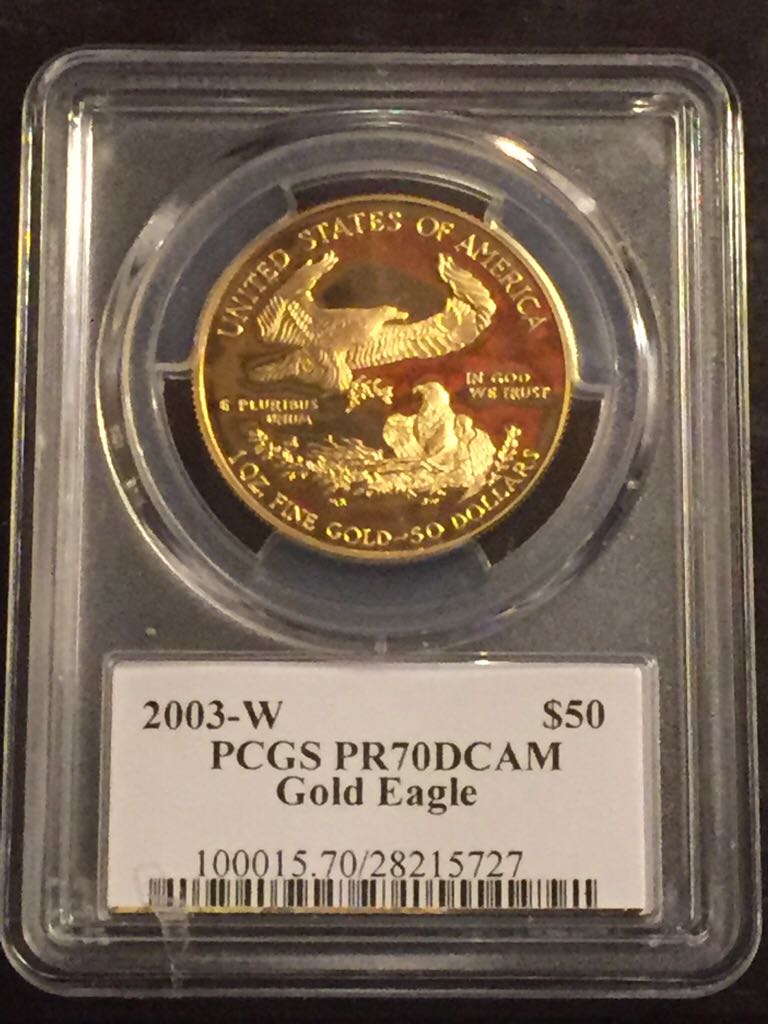 UNITED STATES OF AMERICA
E PLURIBUS
UNUM
IN GOD
WE TRUST
1 OZ. FINE GOLD~50 DOLLARS
2003-W $50
PCGS PR70DCAM
Gold Eagle
100015.70/28215727